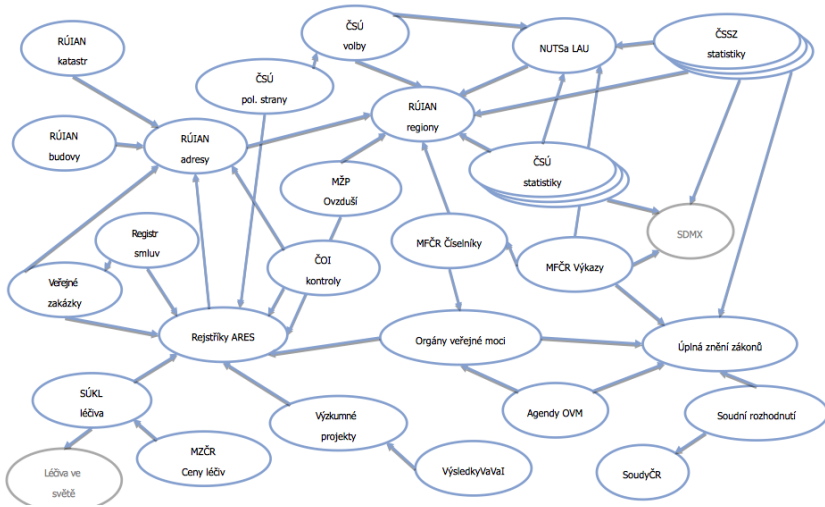 RÚIAN
katastr
ČSÚ
volby
NUTSa LAU
ČSSZ
statistiky
ČSÚ
pol. strany
RÚIAN
regiony
RÚIAN
budovy
RÚIAN
adresy
ČSÚ
statistiky
MŽP
Ovzduší
Registr
smluv
MFČR Číselníky
SDMX
ČOI
kontroly
MFČR Výkazy
Veřejné
zakázky
Rejstříky ARES
Orgány veřejné moci
Úplná znění zákonů
SÚKL
léčiva
Výzkumné
projekty
Agendy OVM
Soudní rozhodnutí
MZČR
Ceny léčiv
VýsledkyVaVaI
SoudyČR
Léčiva ve
světě